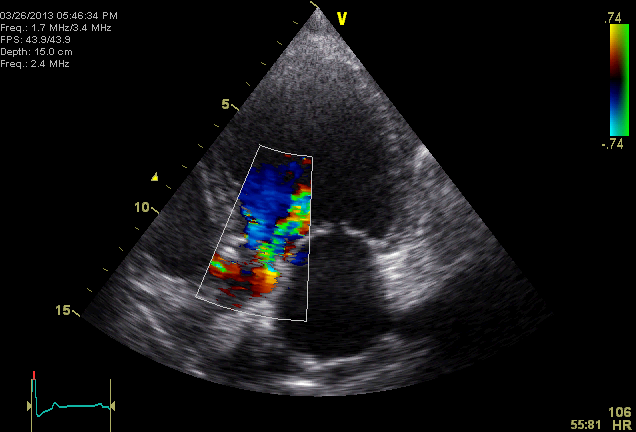 03/26/2013 05:46:34 PM
Freq.: 1.7 MHz/3.4 MHz
FPS: 43.9/43.9
Depth: 15.0 cm
Freq.: 2.4 MHz
V
.74
-.74
5
10
15
106
55:81 HR